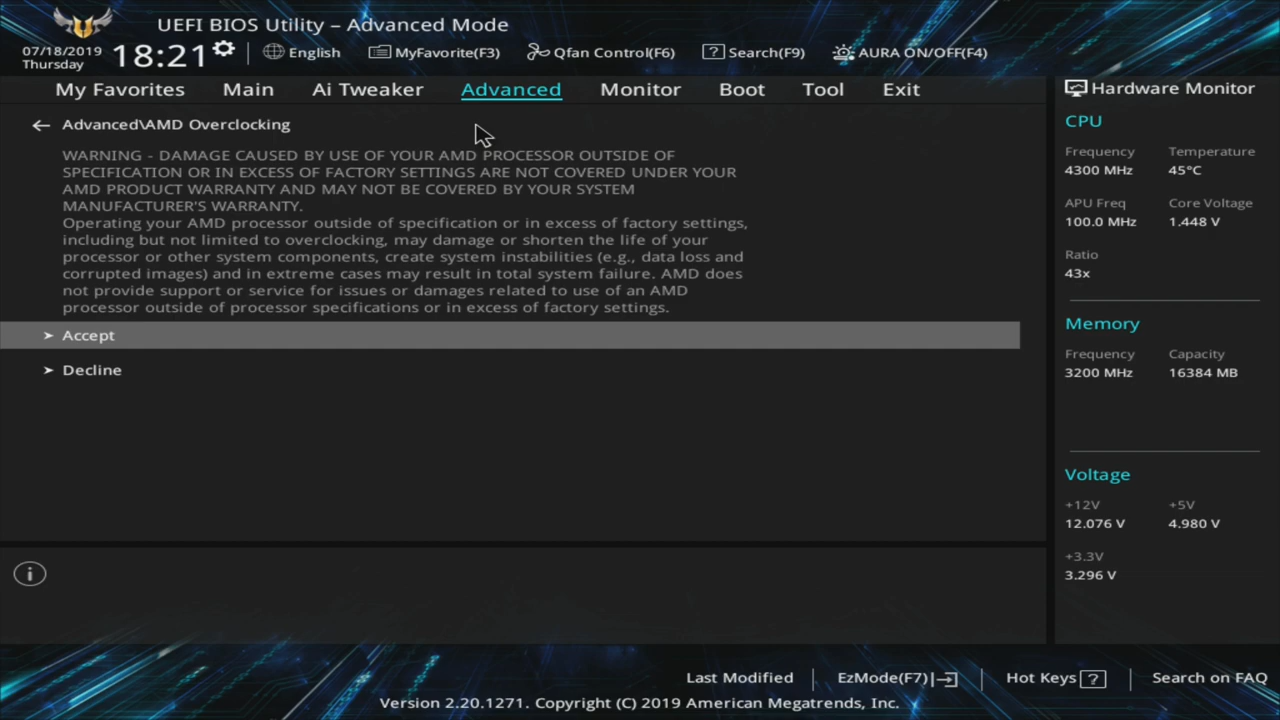 UEFI BIOS Utility – Advanced Mode
07/18/2019
Thursday
18:21
English
MyFavorite(F3)
Qfan Control(F6)
? Search(F9)
AURA ON/OFF(F4)
My Favorites
Main
Ai Tweaker
Advanced
Monitor
Boot
Tool
Exit
Advanced\AMD Overclocking
WARNING - DAMAGE CAUSED BY USE OF YOUR AMD PROCESSOR OUTSIDE OF
SPECIFICATION OR IN EXCESS OF FACTORY SETTINGS ARE NOT COVERED UNDER YOUR
AMD PRODUCT WARRANTY AND MAY NOT BE COVERED BY YOUR SYSTEM
MANUFACTURER'S WARRANTY.
Operating your AMD processor outside of specification or in excess of factory settings,
including but not limited to overclocking, may damage or shorten the life of your
processor or other system components, create system instabilities (e.g., data loss and
corrupted images) and in extreme cases may result in total system failure. AMD does
not provide support or service for issues or damages related to use of an AMD
processor outside of processor specifications or in excess of factory settings.
Accept
Decline
Hardware Monitor
CPU
Frequency Temperature
4300 MHz 45°C
APU Freq Core Voltage
100.0 MHz 1.448 V
Ratio
43x
Memory
Frequency Capacity
3200 MHz 16384 MB
Voltage
+12V +5V
12.076 V 4.980 V
+3.3V
3.296 V
Last Modified
EzMode(F7)
Hot Keys ?
Search on FAQ
Version 2.20.1271. Copyright (C) 2019 American Megatrends, Inc.